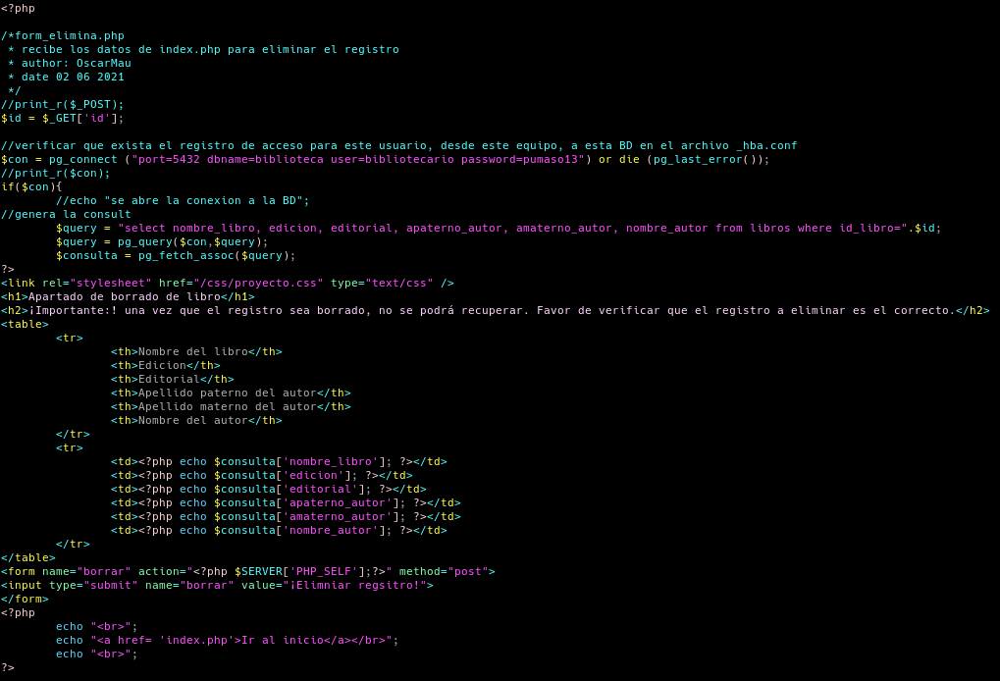 <?php

/*form_elimina.php
 * recibe los datos de index.php para eliminar el registro
 * author: OscarMau
 * date 02 06 2021
 */
//print_r($_POST);
$id = $_GET['id'];

//verificar que exista el registro de acceso para este usuario, desde este equipo, a esta BD en el archivo _hba.conf
$con = pg_connect ("port=5432 dbname=biblioteca user=bibliotecario password=pumaso13") or die (pg_last_error());
//print_r($con);
if($con){
        //echo "se abre la conexion a la BD";
//genera la consult
        $query = "select nombre_libro, edicion, editorial, apaterno_autor, amaterno_autor, nombre_autor from libros where id_libro=".$id;
        $query = pg_query($con,$query);
        $consulta = pg_fetch_assoc($query);
?>
<link rel="stylesheet" href="/css/proyecto.css" type="text/css" />
<h1>Apartado de borrado de libro</h1>
<h2>¡Importante:! una vez que el registro sea borrado, no se podrá recuperar. Favor de verificar que el registro a eliminar es el correcto.</h2>
<table>
        <tr>
                <th>Nombre del libro</th>
                <th>Edicion</th>
                <th>Editorial</th>
                <th>Apellido paterno del autor</th>
                <th>Apellido materno del autor</th>
                <th>Nombre del autor</th>
        </tr>
        <tr>
                <td><?php echo $consulta['nombre_libro']; ?></td>
                <td><?php echo $consulta['edicion']; ?></td>
                <td><?php echo $consulta['editorial']; ?></td>
                <td><?php echo $consulta['apaterno_autor']; ?></td>
                <td><?php echo $consulta['amaterno_autor']; ?></td>
                <td><?php echo $consulta['nombre_autor']; ?></td>
        </tr>
</table>
<form name="borrar" action="<?php $SERVER['PHP_SELF'];?>" method="post">
<input type="submit" name="borrar" value="¡Elimniar regsitro!">
</form>
<?php
        echo "<br>";
        echo "<a href= 'index.php'>Ir al inicio</a></br>";
        echo "<br>";
?>